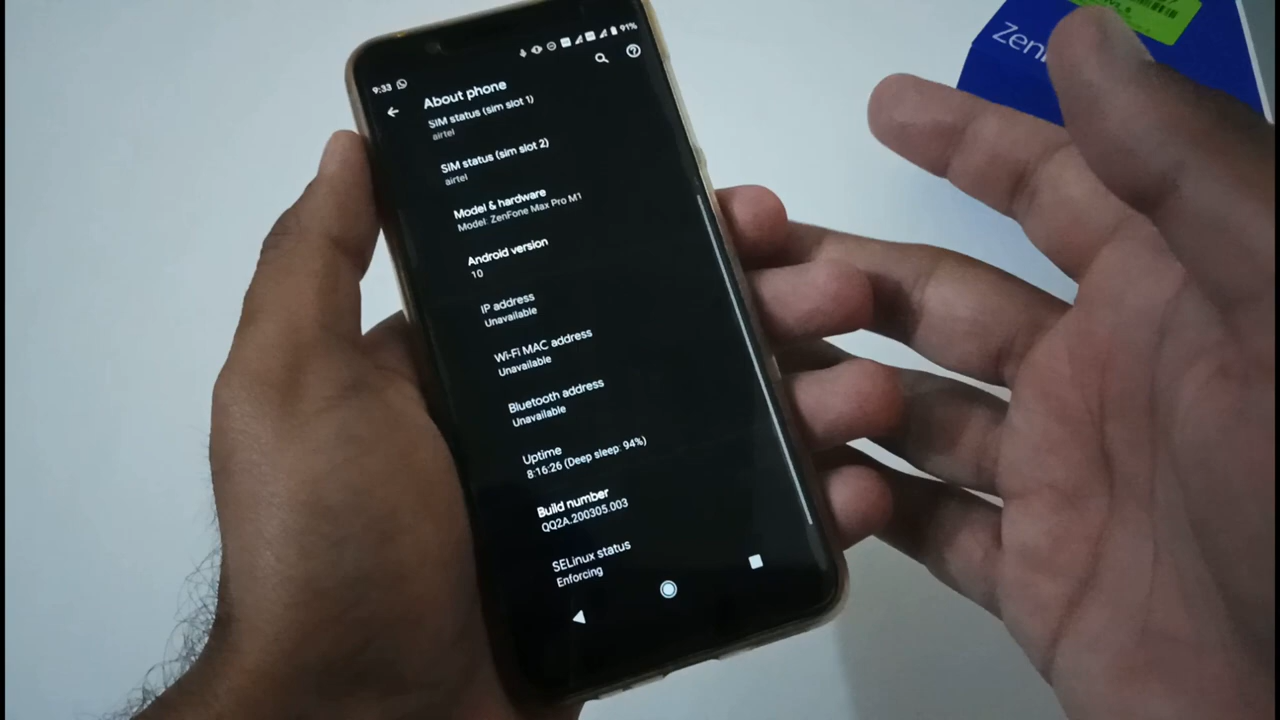 9:33
91%
About phone
SIM status (sim slot 1)
airtel
SIM status (sim slot 2)
airtel
Model & hardware
Model: ZenFone Max Pro M1
Android version
10
IP address
Unavailable
Wi-Fi MAC address
Unavailable
Bluetooth address
Unavailable
Uptime
8:16:26 (Deep sleep: 94%)
Build number
QQ2A.200305.003
SELinux status
Enforcing
Zen